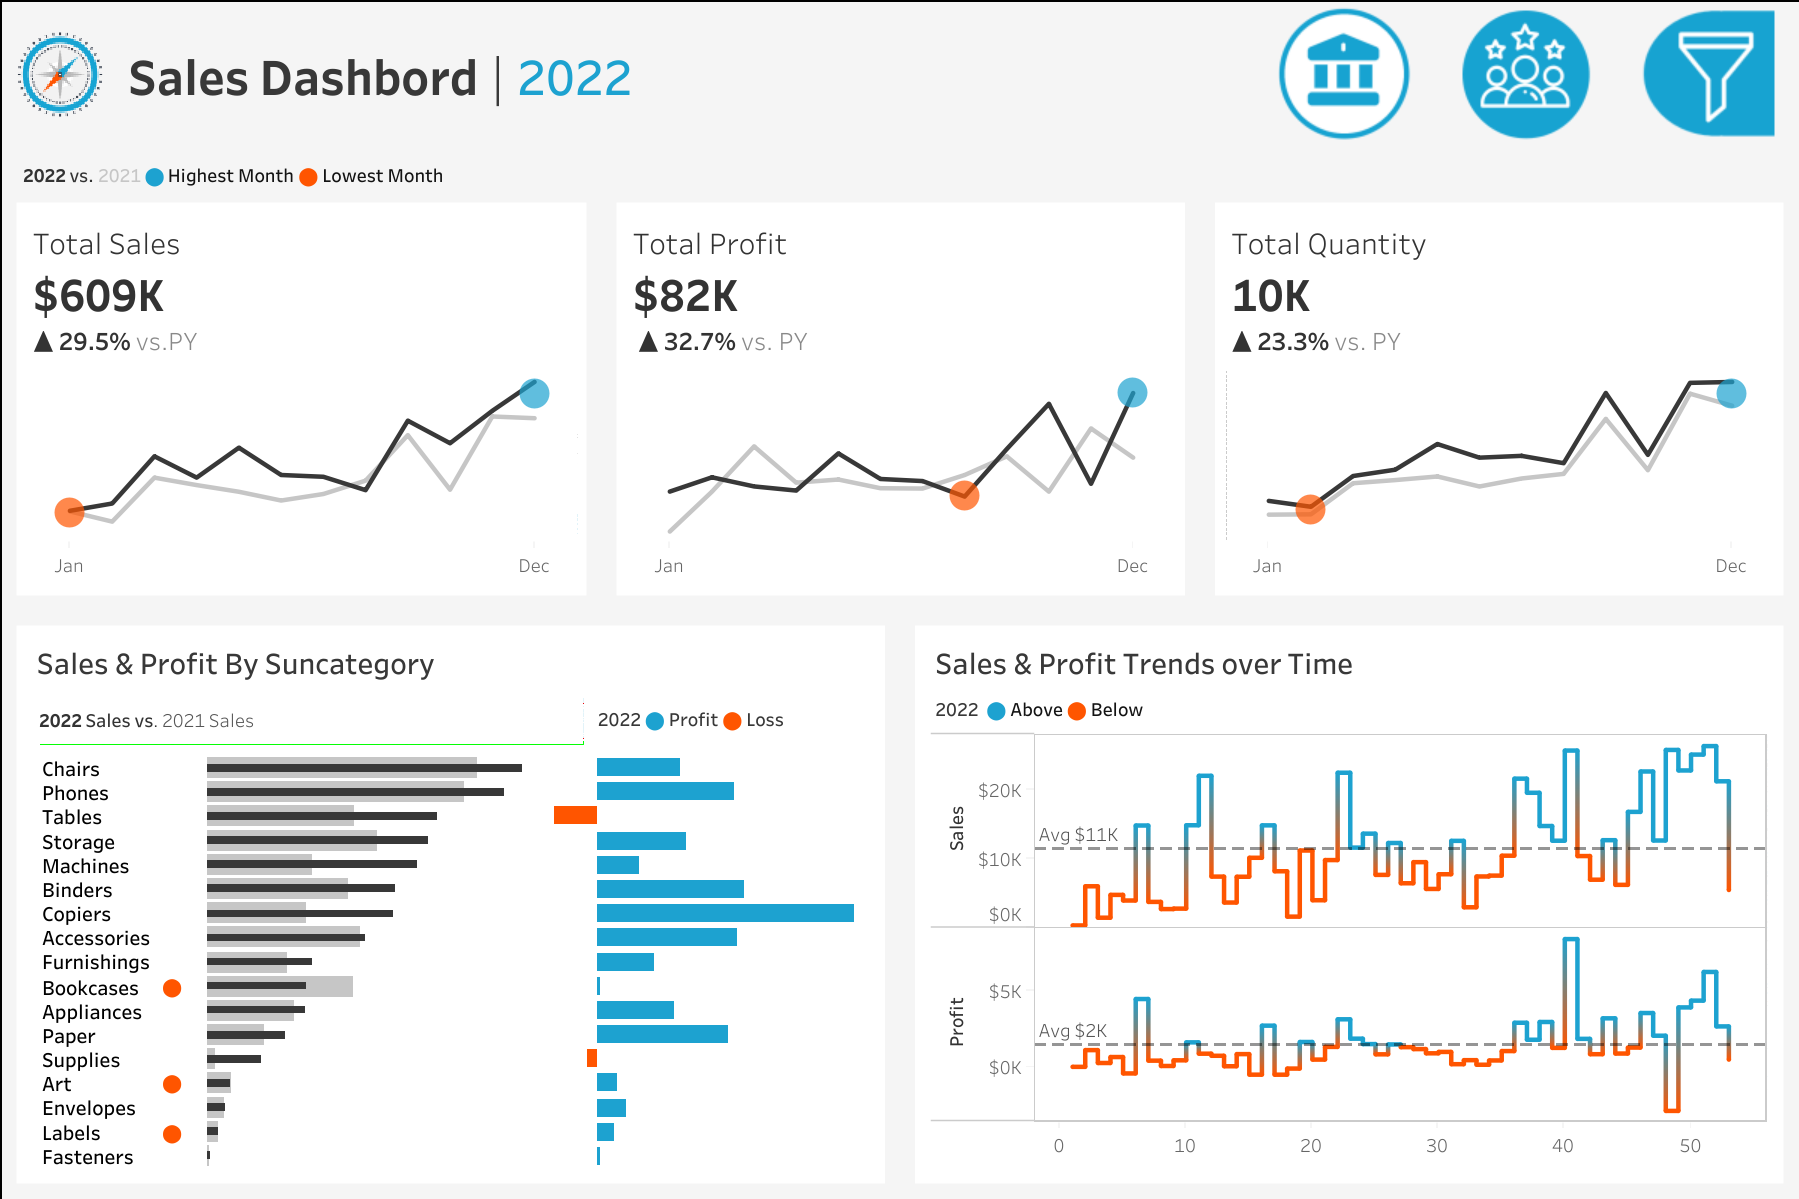 Sales Dashbord | 2022
2022 vs. 2021 Highest Month Lowest Month
Total Sales
$609K
▲ 29.5% vs.PY
Jan Dec
Total Profit
$82K
▲ 32.7% vs. PY
Jan Dec
Total Quantity
10K
▲ 23.3% vs. PY
Jan Dec
Sales & Profit By Suncategory
2022 Sales vs. 2021 Sales
2022 Profit Loss
Chairs
Phones
Tables
Storage
Machines
Binders
Copiers
Accessories
Furnishings
Bookcases
Appliances
Paper
Supplies
Art
Envelopes
Labels
Fasteners
Sales & Profit Trends over Time
2022 Above Below
Sales
$20K
Avg $11K
$10K
$0K
Profit
$5K
Avg $2K
$0K
0 10 20 30 40 50